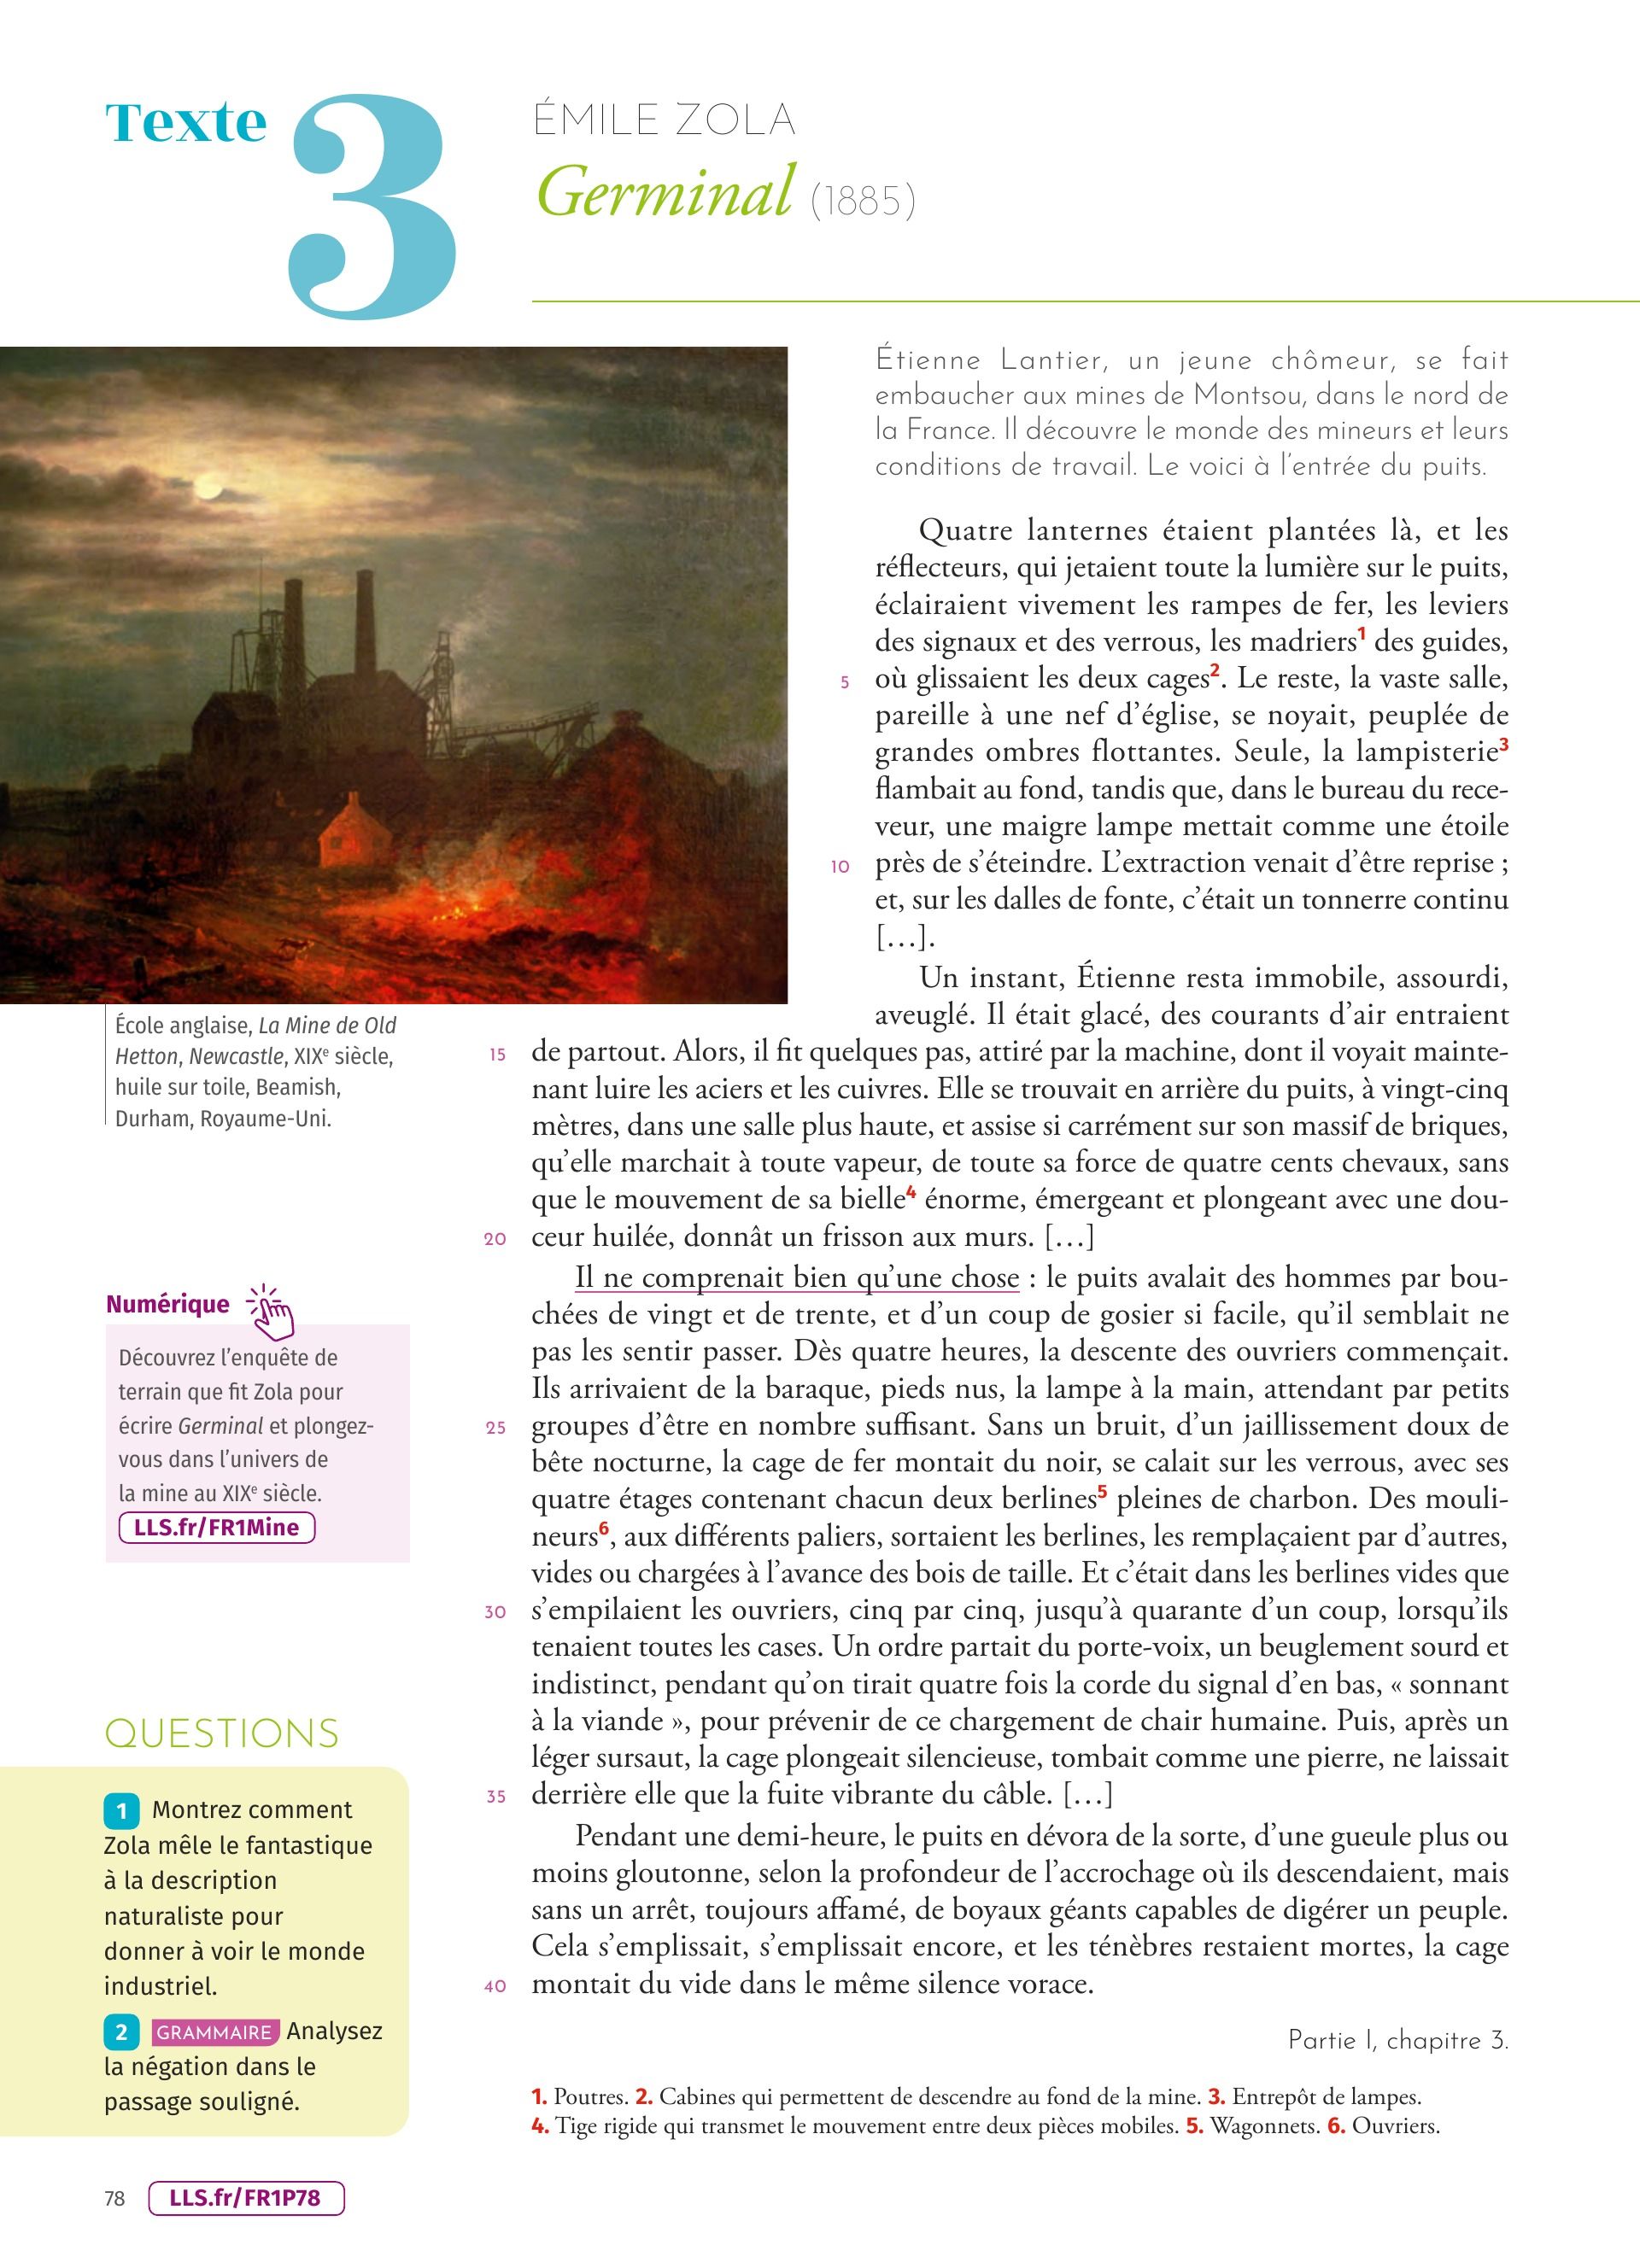 Texte 3
ÉMILE ZOLA
Germinal (1885)
Étienne Lantier, un jeune chômeur, se fait
embaucher aux mines de Montsou, dans le nord de
la France. Il découvre le monde des mineurs et leurs
conditions de travail. Le voici à l’entrée du puits.
Quatre lanternes étaient plantées là, et les
réflecteurs, qui jetaient toute la lumière sur le puits,
éclairaient vivement les rampes de fer, les leviers
des signaux et des verrous, les madriers1 des guides,
5 où glissaient les deux cages2. Le reste, la vaste salle,
pareille à une nef d’église, se noyait, peuplée de
grandes ombres flottantes. Seule, la lampisterie3
flambait au fond, tandis que, dans le bureau du rece-
veur, une maigre lampe mettait comme une étoile
10 près de s’éteindre. L’extraction venait d’être reprise ;
et, sur les dalles de fonte, c’était un tonnerre continu
[…].
Un instant, Étienne resta immobile, assourdi,
aveuglé. Il était glacé, des courants d’air entraient
15 de partout. Alors, il fit quelques pas, attiré par la machine, dont il voyait mainte-
nant luire les aciers et les cuivres. Elle se trouvait en arrière du puits, à vingt-cinq
mètres, dans une salle plus haute, et assise si carrément sur son massif de briques,
qu’elle marchait à toute vapeur, de toute sa force de quatre cents chevaux, sans
que le mouvement de sa bielle4 énorme, émergeant et plongeant avec une dou-
20 ceur huilée, donnât un frisson aux murs. […]
Il ne comprenait bien qu’une chose : le puits avalait des hommes par bou-
chées de vingt et de trente, et d’un coup de gosier si facile, qu’il semblait ne
pas les sentir passer. Dès quatre heures, la descente des ouvriers commençait.
Ils arrivaient de la baraque, pieds nus, la lampe à la main, attendant par petits
25 groupes d’être en nombre suffisant. Sans un bruit, d’un jaillissement doux de
bête nocturne, la cage de fer montait du noir, se calait sur les verrous, avec ses
quatre étages contenant chacun deux berlines5 pleines de charbon. Des mouli-
neurs6, aux différents paliers, sortaient les berlines, les remplaçaient par d’autres,
vides ou chargées à l’avance des bois de taille. Et c’était dans les berlines vides que
30 s’empilaient les ouvriers, cinq par cinq, jusqu’à quarante d’un coup, lorsqu’ils
tenaient toutes les cases. Un ordre partait du porte-voix, un beuglement sourd et
indistinct, pendant qu’on tirait quatre fois la corde du signal d’en bas, « sonnant
à la viande », pour prévenir de ce chargement de chair humaine. Puis, après un
léger sursaut, la cage plongeait silencieuse, tombait comme une pierre, ne laissait
35 derrière elle que la fuite vibrante du câble. […]
Pendant une demi-heure, le puits en dévora de la sorte, d’une gueule plus ou
moins gloutonne, selon la profondeur de l’accrochage où ils descendaient, mais
sans un arrêt, toujours affamé, de boyaux géants capables de digérer un peuple.
Cela s’emplissait, s’emplissait encore, et les ténèbres restaient mortes, la cage
40 montait du vide dans le même silence vorace.
Partie I, chapitre 3.
1. Poutres. 2. Cabines qui permettent de descendre au fond de la mine. 3. Entrepôt de lampes.
4. Tige rigide qui transmet le mouvement entre deux pièces mobiles. 5. Wagonnets. 6. Ouvriers.
École anglaise, La Mine de Old
Hetton, Newcastle, XIXe siècle,
huile sur toile, Beamish,
Durham, Royaume-Uni.
Numérique
Découvrez l’enquête de
terrain que fit Zola pour
écrire Germinal et plongez-
vous dans l’univers de
la mine au XIXe siècle.
LLS.fr/FR1Mine
QUESTIONS
1 Montrez comment
Zola mêle le fantastique
à la description
naturaliste pour
donner à voir le monde
industriel.
2 GRAMMAIRE Analysez
la négation dans le
passage souligné.
78 LLS.fr/FR1P78